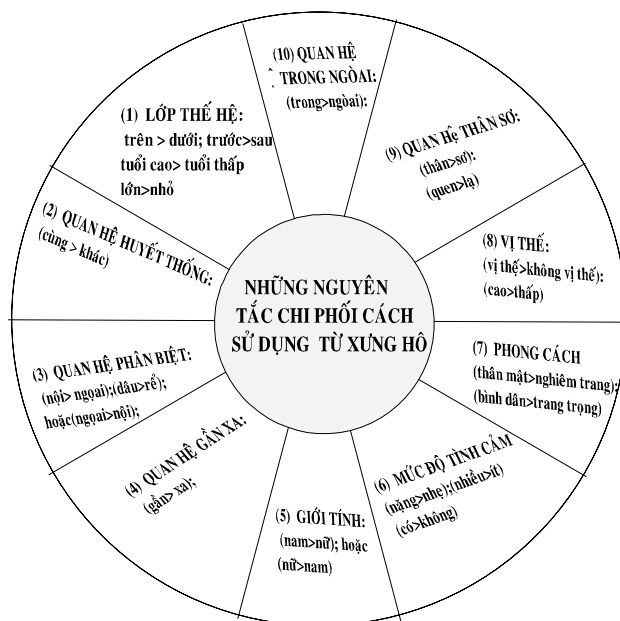 NHỮNG NGUYÊN
TẮC CHI PHỐI CÁCH
SỬ DỤNG TỪ XƯNG HÔ
(1) LỚP THẾ HỆ:
trên > dưới; trước>sau
tuổi cao> tuổi thấp
lớn>nhỏ
(2) QUAN HỆ HUYẾT THỐNG:
(cùng > khác)
(3) QUAN HỆ PHÂN BIỆT:
(nội> ngoại);(dâu>rể);
hoặc(ngoại>nội);
(4) QUAN HỆ GẦN XA:
(gần> xa);
(5) GIỚI TÍNH:
(nam>nữ); hoặc
(nữ>nam)
(6) MỨC ĐỘ TÌNH CẢM
(nặng>nhẹ);(nhiều>ít)
(có>không)
(7) PHONG CÁCH
(thân mật>nghiêm trang);
(bình dân>trang trọng)
(8) VỊ THẾ:
(vị thế>không vị thế):
(cao>thấp)
(9) QUAN Hệ THÂN SƠ:
(thân>sơ):
(quen>lạ)
(10) QUAN HỆ
TRONG NGÒAI:
(trong>ngòai):